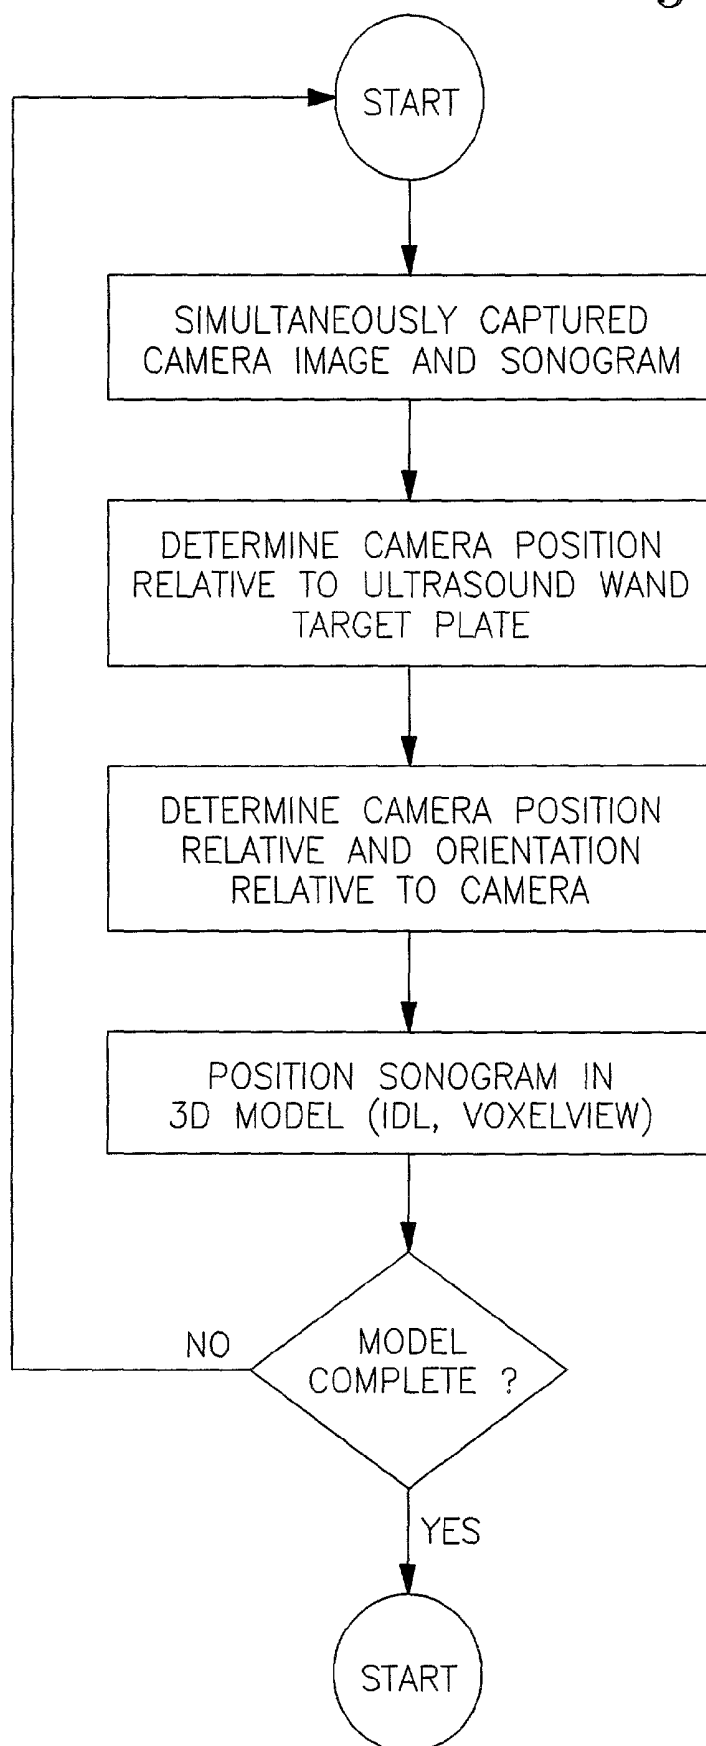 START
SIMULTANEOUSLY CAPTURED
CAMERA IMAGE AND SONOGRAM
DETERMINE CAMERA POSITION
RELATIVE TO ULTRASOUND WAND
TARGET PLATE
DETERMINE CAMERA POSITION
RELATIVE AND ORIENTATION
RELATIVE TO CAMERA
POSITION SONOGRAM IN
3D MODEL (IDL, VOXELVIEW)
NO
MODEL
COMPLETE ?
YES
START